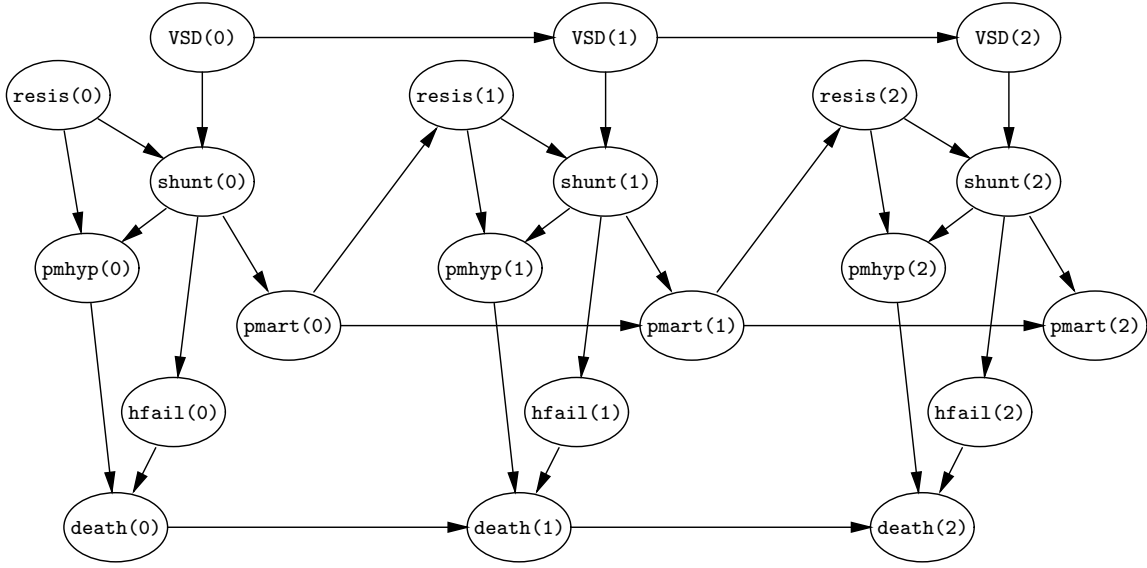 VSD(0)
VSD(1)
VSD(2)
resis(0)
resis(1)
resis(2)
shunt(0)
shunt(1)
shunt(2)
pmhyp(0)
pmhyp(1)
pmhyp(2)
pmart(0)
pmart(1)
pmart(2)
hfail(0)
hfail(1)
hfail(2)
death(0)
death(1)
death(2)